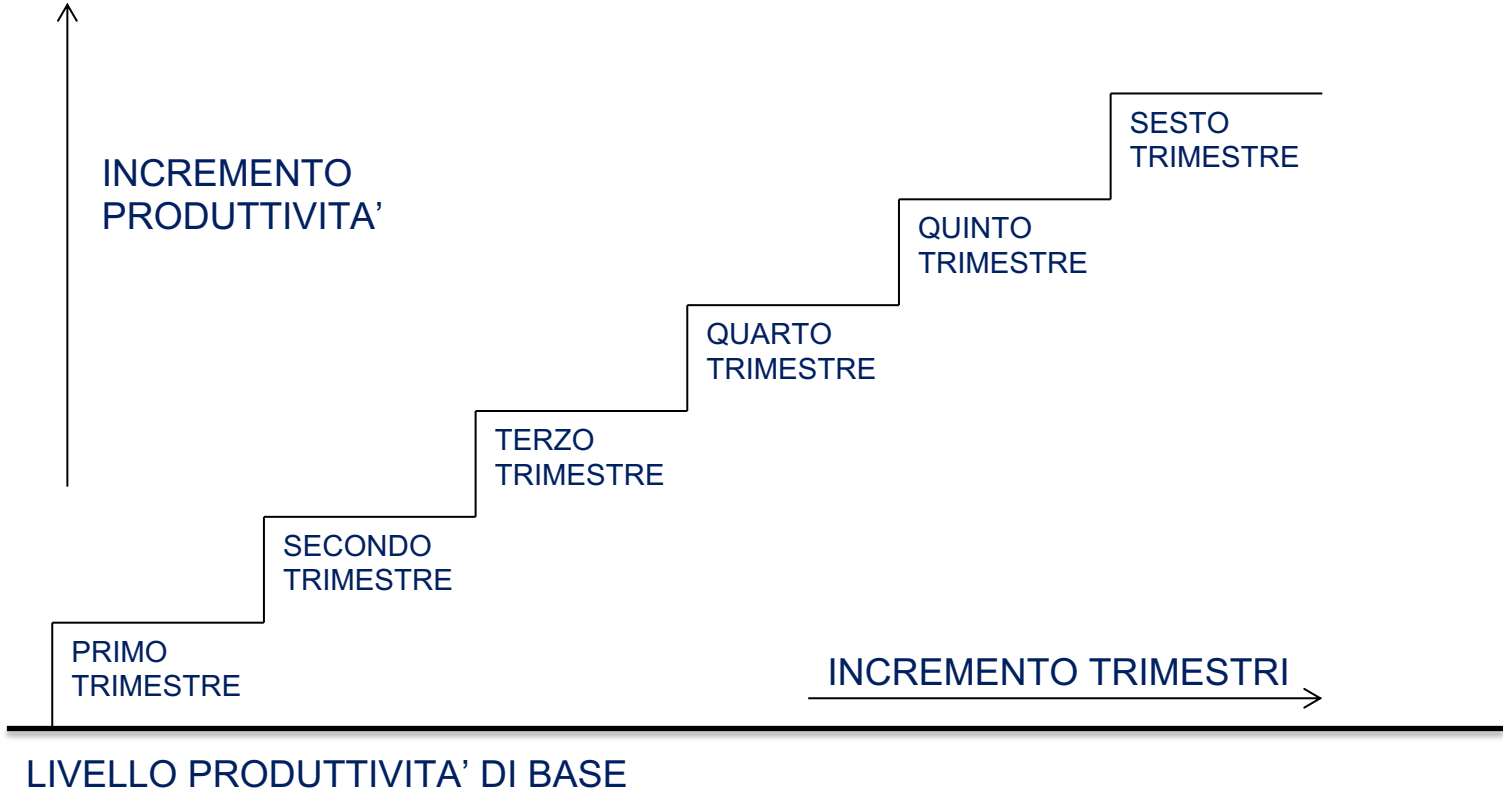 INCREMENTO
PRODUTTIVITA’
SESTO
TRIMESTRE
QUINTO
TRIMESTRE
QUARTO
TRIMESTRE
TERZO
TRIMESTRE
SECONDO
TRIMESTRE
PRIMO
TRIMESTRE
INCREMENTO TRIMESTRI
LIVELLO PRODUTTIVITA’ DI BASE